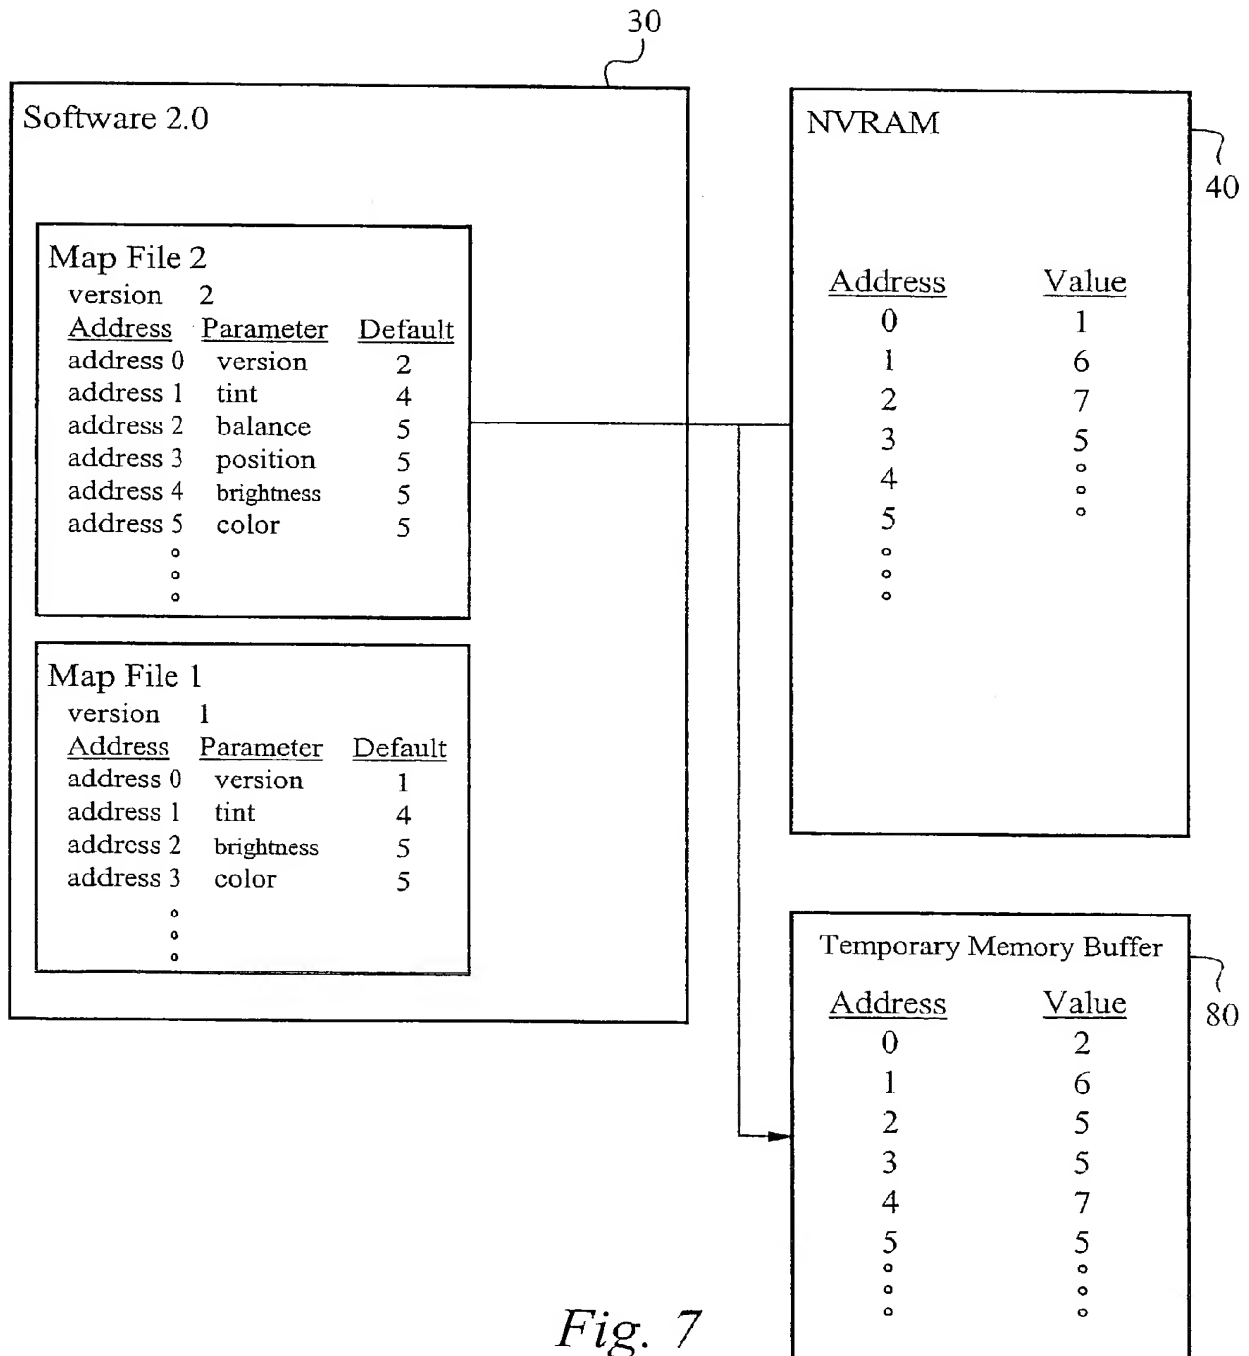 30
Software 2.0
Map File 2
version 2
Address Parameter Default
address 0 version 2
address 1 tint 4
address 2 balance 5
address 3 position 5
address 4 brightness 5
address 5 color 5
Map File 1
version 1
Address Parameter Default
address 0 version 1
address 1 tint 4
address 2 brightness 5
address 3 color 5
NVRAM
40
Address Value
0 1
1 6
2 7
3 5
4
5
Temporary Memory Buffer
80
Address Value
0 2
1 6
2 5
3 5
4 7
5 5
Fig. 7